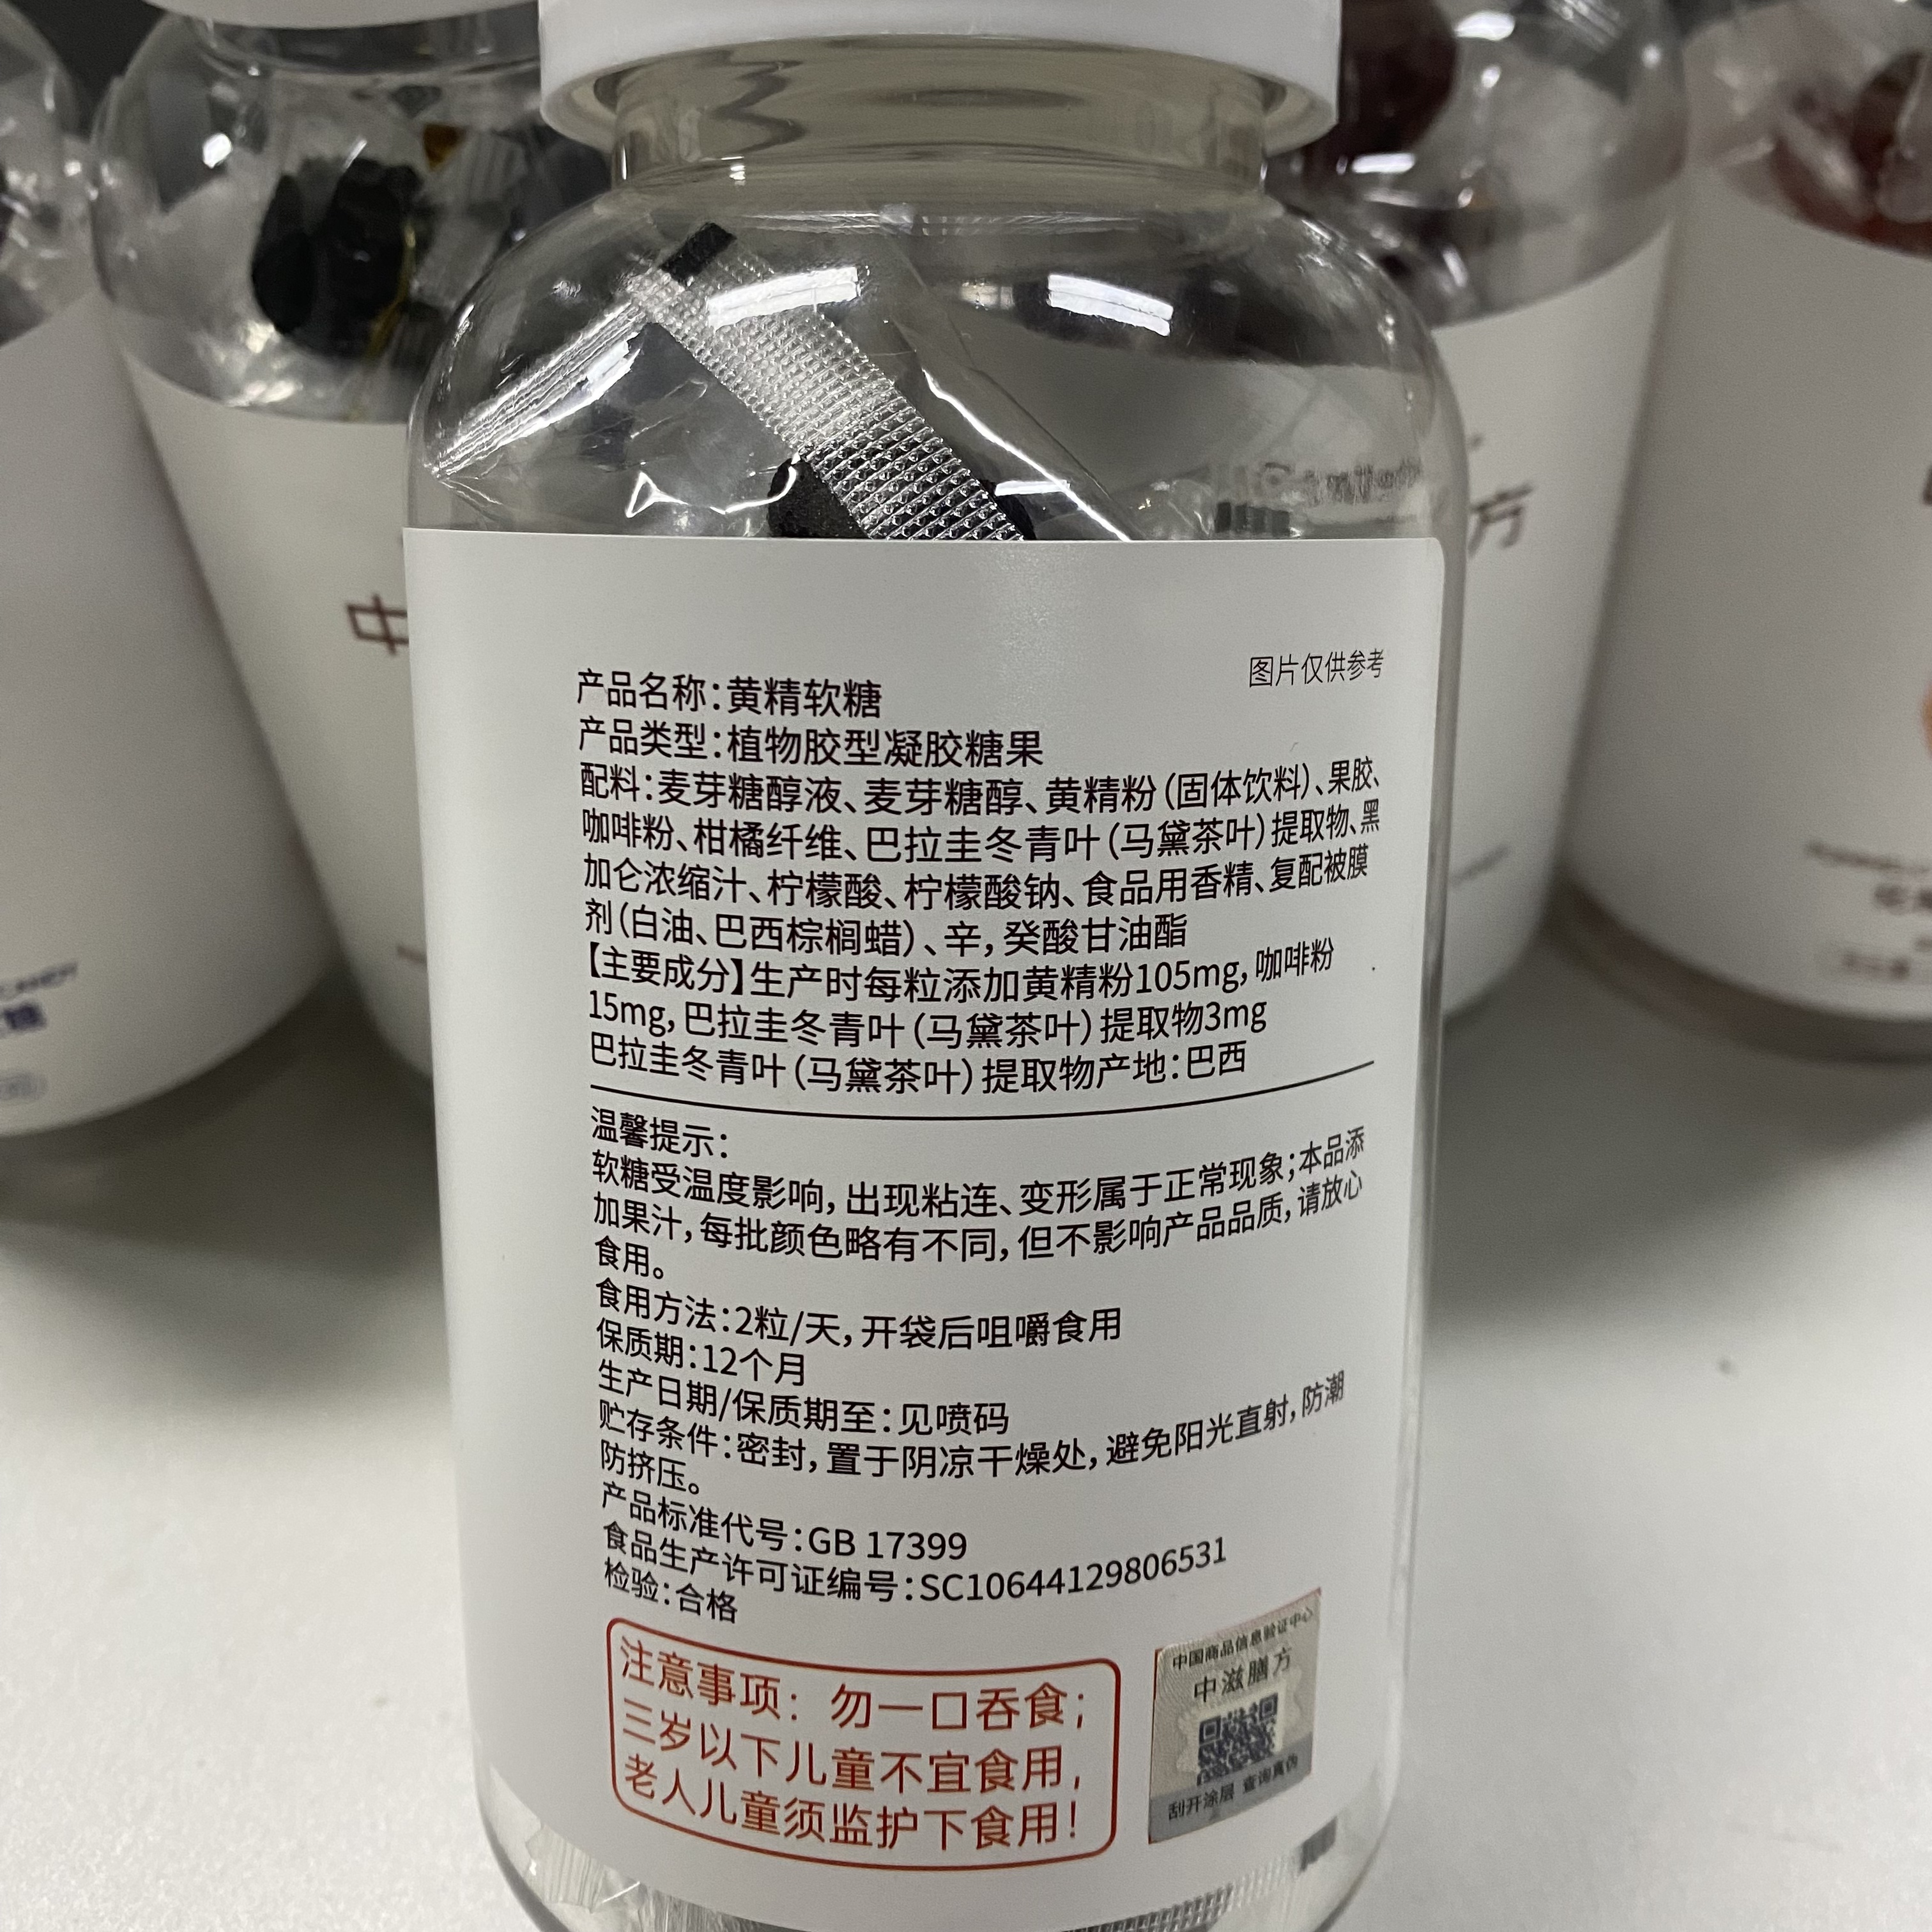 图片仅供参考
产品名称：黄精软糖
产品类型：植物胶型凝胶糖果
配料：麦芽糖醇液、麦芽糖醇、黄精粉（固体饮料）、果胶、
咖啡粉、柑橘纤维、巴拉圭冬青叶（马黛茶叶）提取物、黑
加仑浓缩汁、柠檬酸、柠檬酸钠、食品用香精、复配被膜
剂（白油、巴西棕榈蜡）、辛，癸酸甘油酯
【主要成分】生产时每粒添加黄精粉105mg，咖啡粉
15mg，巴拉圭冬青叶（马黛茶叶）提取物3mg
巴拉圭冬青叶（马黛茶叶）提取物产地：巴西
温馨提示：
软糖受温度影响，出现粘连、变形属于正常现象；本品添
加果汁，每批颜色略有不同，但不影响产品品质，请放心
食用。
食用方法：2粒/天，开袋后咀嚼食用
保质期：12个月
生产日期/保质期至：见喷码
贮存条件：密封，置于阴凉干燥处，避免阳光直射，防潮
防挤压。
产品标准代号：GB 17399
食品生产许可证编号：SC10644129806531
检验：合格
注意事项：勿一口吞食；
三岁以下儿童不宜食用，
老人儿童须监护下食用！
中国商品信息验证中心
中滋膳方
刮开涂层 查询真伪
中
方